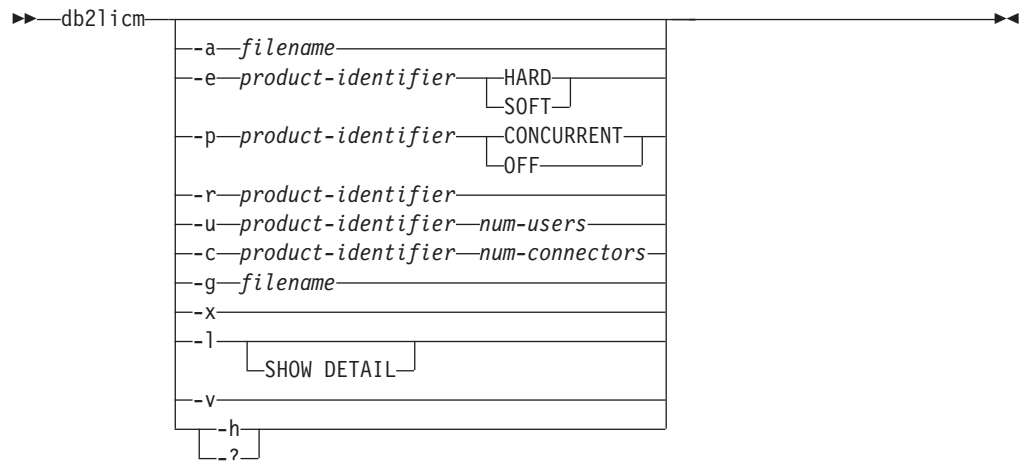 db2licm
-a filename
-e product-identifier HARD
SOFT
-p product-identifier CONCURRENT
OFF
-r product-identifier
-u product-identifier num-users
-c product-identifier num-connectors
-g filename
-x
-l
SHOW DETAIL
-v
-h
-?